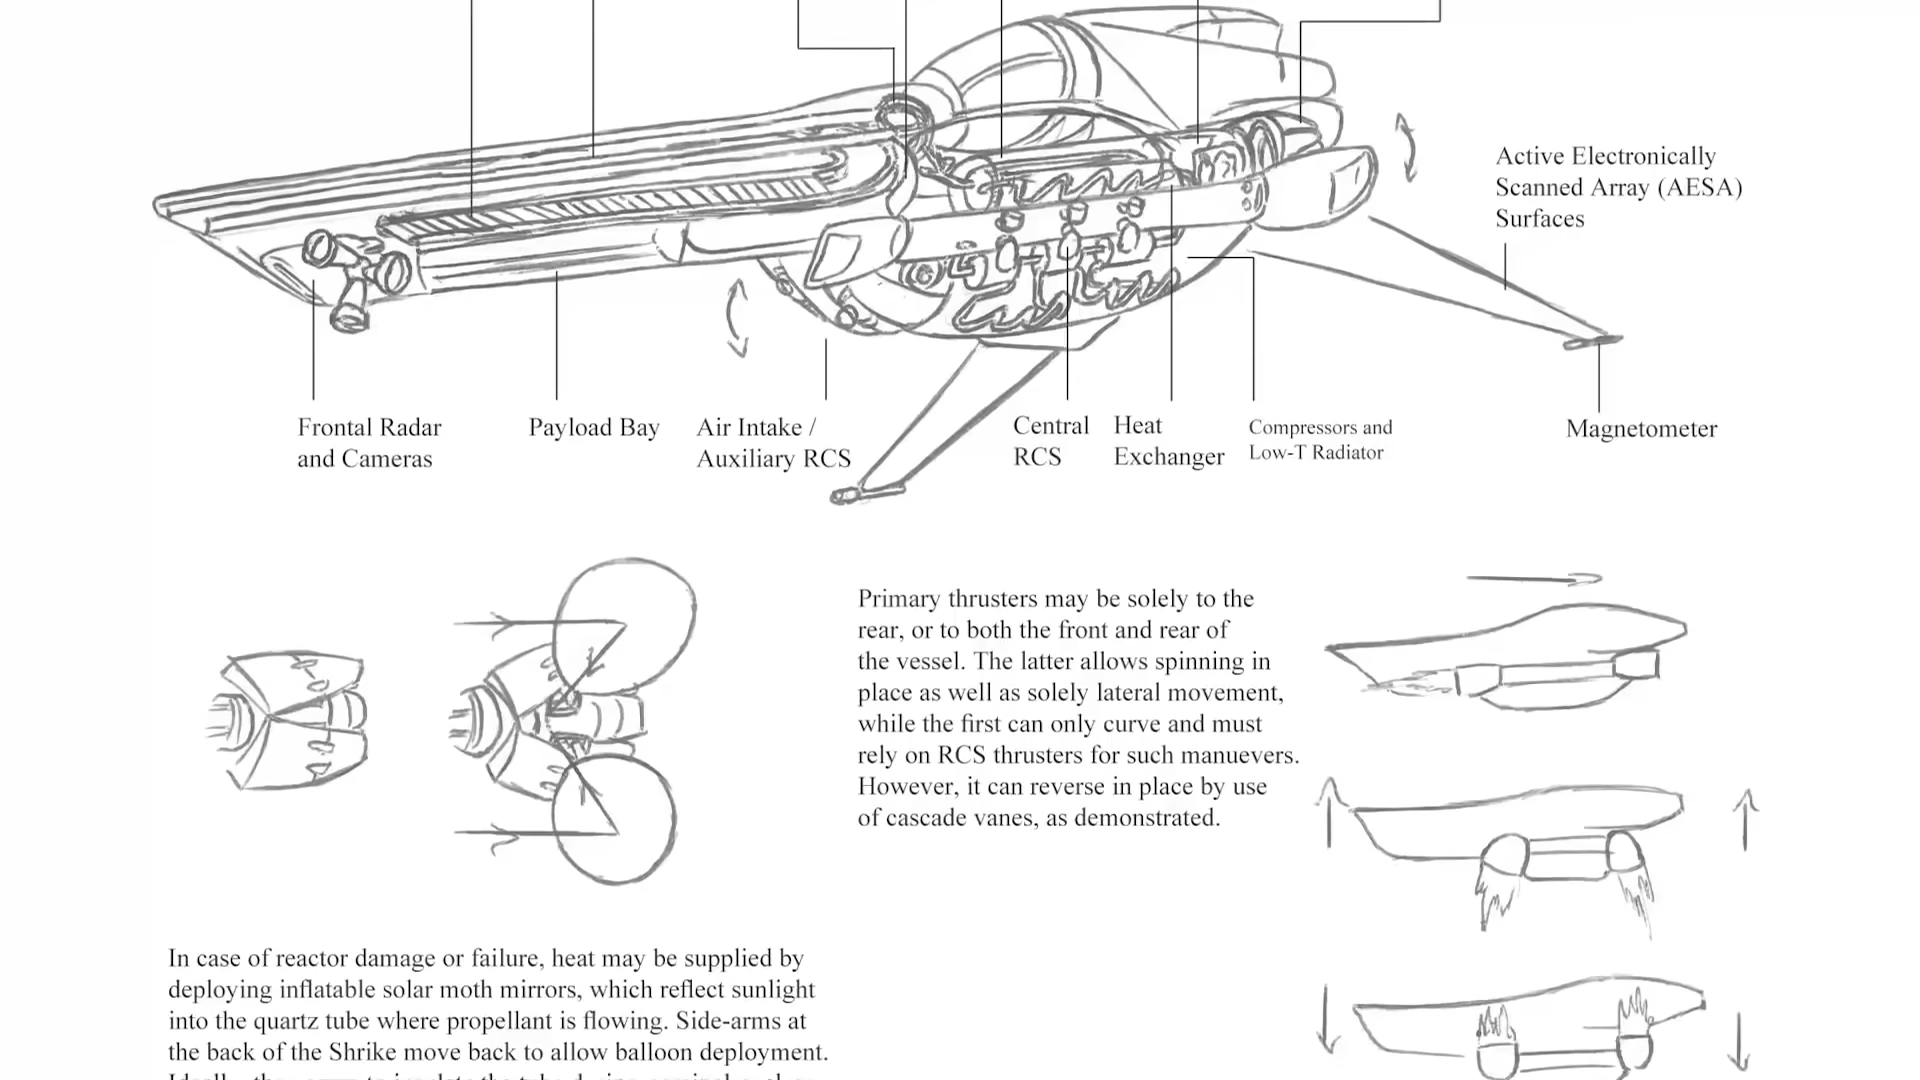 Active Electronically
Scanned Array (AESA)
Surfaces
Frontal Radar
and Cameras
Payload Bay
Air Intake /
Auxiliary RCS
Central
RCS
Heat
Exchanger
Compressors and
Low-T Radiator
Magnetometer
Primary thrusters may be solely to the
rear, or to both the front and rear of
the vessel. The latter allows spinning in
place as well as solely lateral movement,
while the first can only curve and must
rely on RCS thrusters for such manuevers.
However, it can reverse in place by use
of cascade vanes, as demonstrated.
In case of reactor damage or failure, heat may be supplied by
deploying inflatable solar moth mirrors, which reflect sunlight
into the quartz tube where propellant is flowing. Side-arms at
the back of the Shrike move back to allow balloon deployment.